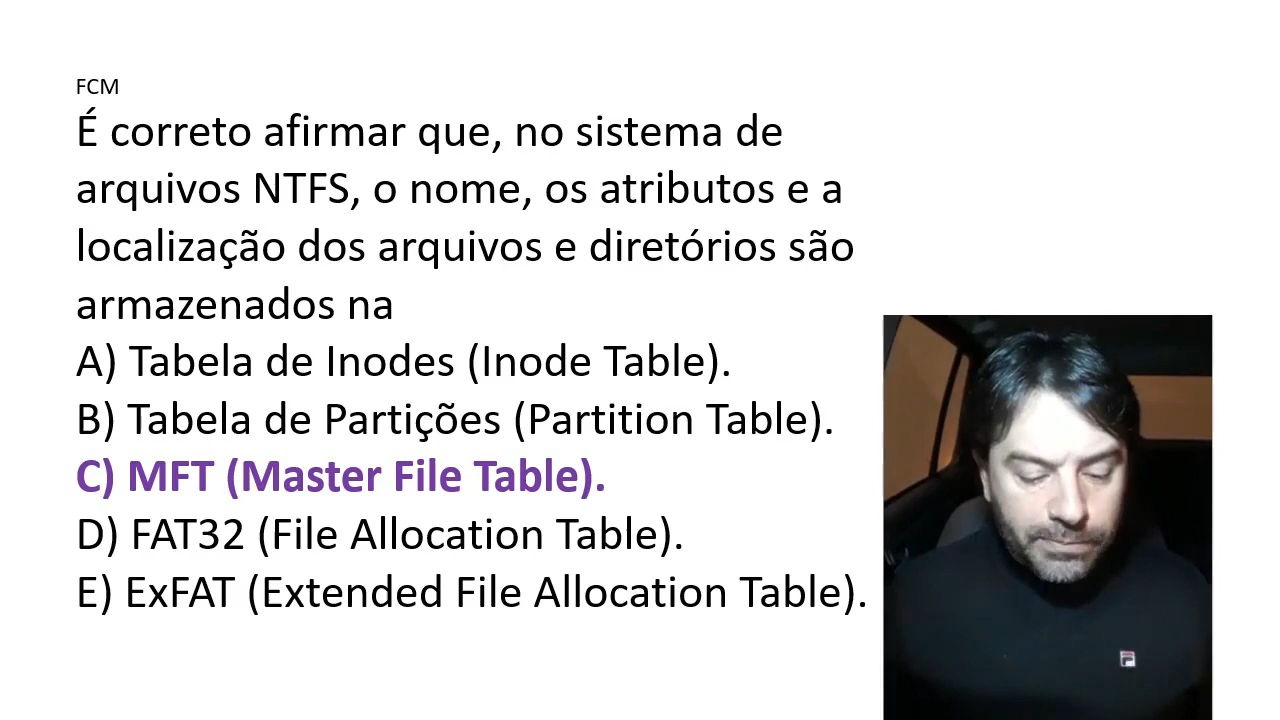 FCM
É correto afirmar que, no sistema de
arquivos NTFS, o nome, os atributos e a
localização dos arquivos e diretórios são
armazenados na
A) Tabela de Inodes (Inode Table).
B) Tabela de Partições (Partition Table).
C) MFT (Master File Table).
D) FAT32 (File Allocation Table).
E) ExFAT (Extended File Allocation Table).